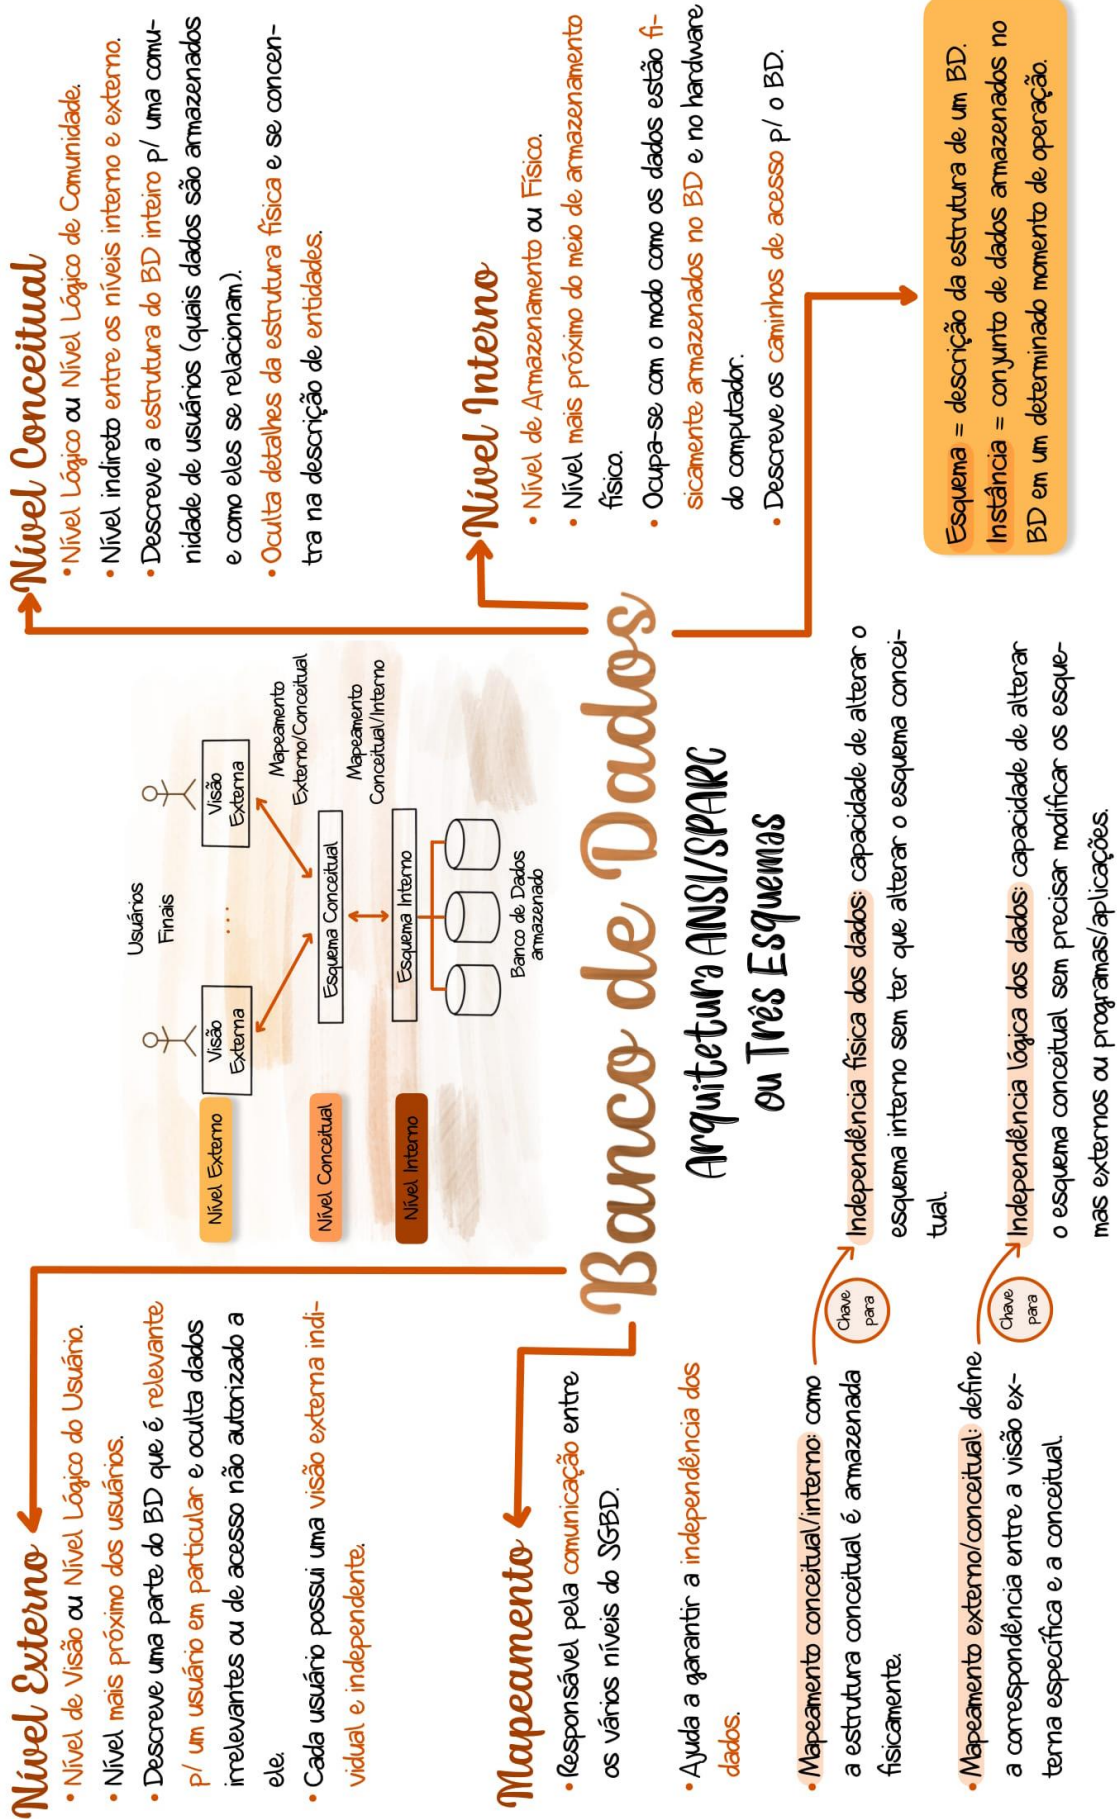 Nível Externo
• Nível de Visão ou Nível Lógico do Usuário.
• Nível mais próximo dos usuários.
• Descreve uma parte do BD que é relevante
p/ um usuário em particular e oculta dados
irrelevantes ou de acesso não autorizado a
ele.
• Cada usuário possui uma visão externa indi-
vidual e independente.
Usuários
Finais
Visão
Externa
...
Visão
Externa
Nível Externo
Mapeamento
Externo/Conceitual
Nível Conceitual
Esquema Conceitual
Mapeamento
Conceitual/Interno
Nível Interno
Esquema Interno
Banco de Dados
armazenado
Nível Conceitual
• Nível Lógico ou Nível Lógico de Comunidade.
• Nível indireto entre os níveis interno e externo.
• Descreve a estrutura do BD inteiro p/ uma comu-
nidade de usuários (quais dados são armazenados
e como eles se relacionam).
• Oculta detalhes da estrutura física e se concen-
tra na descrição de entidades.
Banco de Dados
Arquitetura ANSI/SPARC
ou Três Esquemas
Nível Interno
• Nível de Armazenamento ou Físico.
• Nível mais próximo do meio de armazenamento
físico.
• Ocupa-se com o modo como os dados estão fi-
sicamente armazenados no BD e no hardware
do computador.
• Descreve os caminhos de acesso p/ o BD.
Mapeamento
• Responsável pela comunicação entre
os vários níveis do SGBD.
• Ajuda a garantir a independência dos
dados.
• Mapeamento conceitual/interno: como
a estrutura conceitual é armazenada
fisicamente.
Chave
para
Independência física dos dados: capacidade de alterar o
esquema interno sem ter que alterar o esquema concei-
tual.
• Mapeamento externo/conceitual: define
a correspondência entre a visão ex-
terna específica e a conceitual.
Chave
para
Independência lógica dos dados: capacidade de alterar
o esquema conceitual sem precisar modificar os esque-
mas externos ou programas/aplicações.
Esquema = descrição da estrutura de um BD.
Instância = conjunto de dados armazenados no
BD em um determinado momento de operação.